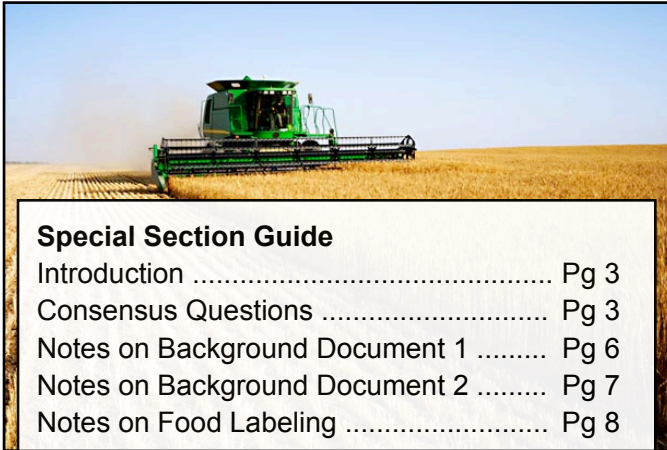 Special Section Guide
Introduction .............................................. Pg 3
Consensus Questions ............................. Pg 3
Notes on Background Document 1 ......... Pg 6
Notes on Background Document 2 ......... Pg 7
Notes on Food Labeling .......................... Pg 8